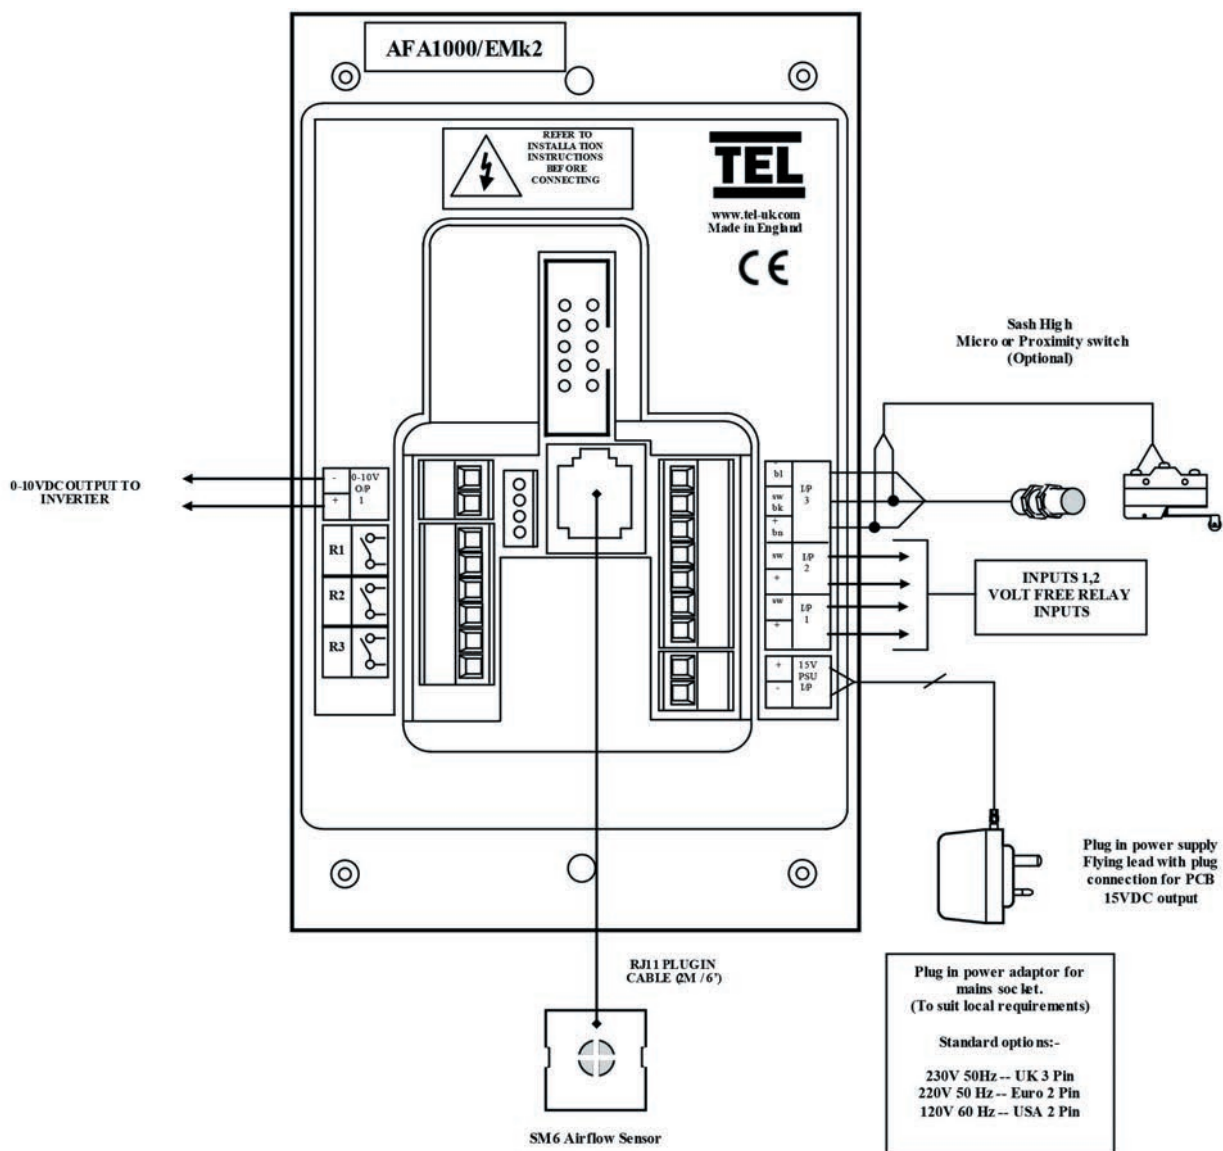 AFA1000/EMk2
REFER TO
INSTALLATION
INSTRUCTIONS
BEFORE
CONNECTING
TEL
www.tel-uk.com
Made in England
CE
Sash High
Micro or Proximity switch
(Optional)
0-10VDC OUTPUT TO
INVERTER
-
+
0-10V
O/P
1
R1
R2
R3
-
bl
sw
bk
+
bn
I/P
3
sw
+
I/P
2
sw
+
I/P
1
+
-
15V
PSU
I/P
INPUTS 1,2
VOLT FREE RELAY
INPUTS
Plug in power supply
Flying lead with plug
connection for PCB
15VDC output
RJ11 PLUG IN
CABLE (2M / 6')
SM6 Airflow Sensor
Plug in power adaptor for
mains socket.
(To suit local requirements)
Standard options:-
230V 50Hz -- UK 3 Pin
220V 50 Hz -- Euro 2 Pin
120V 60 Hz -- USA 2 Pin